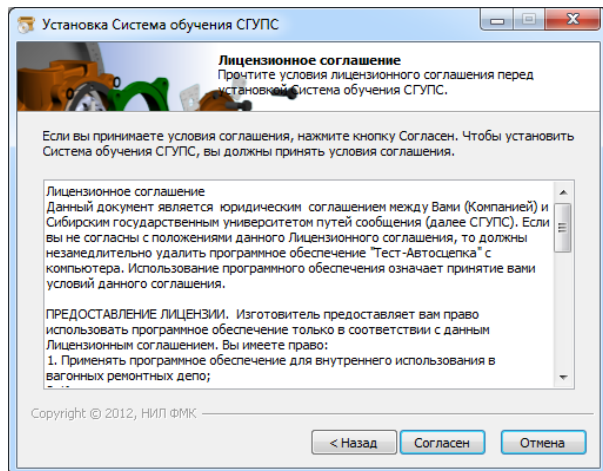 Установка Система обучения СГУПС
Лицензионное соглашение
Прочтите условия лицензионного соглашения перед
установкой Система обучения СГУПС.
Если вы принимаете условия соглашения, нажмите кнопку Согласен. Чтобы установить
Система обучения СГУПС, вы должны принять условия соглашения.
Лицензионное соглашение
Данный документ является юридическим соглашением между Вами (Компанией) и
Сибирским государственным университетом путей сообщения (далее СГУПС). Если
вы не согласны с положениями данного Лицензионного соглашения, то должны
незамедлительно удалить программное обеспечение "Тест-Автосцепка" с
компьютера. Использование программного обеспечения означает принятие вами
условий данного соглашения.
ПРЕДОСТАВЛЕНИЕ ЛИЦЕНЗИИ. Изготовитель предоставляет вам право
использовать программное обеспечение только в соответствии с данным
Лицензионным соглашением. Вы имеете право:
1. Применять программное обеспечение для внутреннего использования в
вагонных ремонтных депо;
Copyright © 2012, НИЛ ФМК
< Назад
Согласен
Отмена